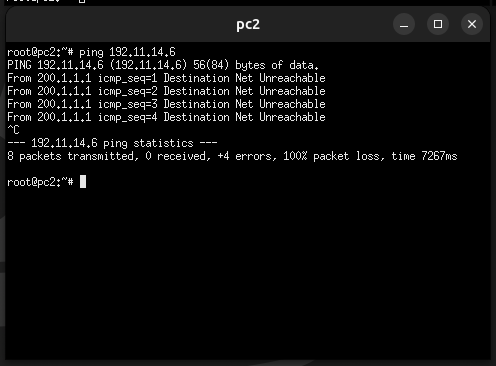 pc2
root@pc2:~# ping 192.11.14.6
PING 192.11.14.6 (192.11.14.6) 56(84) bytes of data.
From 200.1.1.1 icmp_seq=1 Destination Net Unreachable
From 200.1.1.1 icmp_seq=2 Destination Net Unreachable
From 200.1.1.1 icmp_seq=3 Destination Net Unreachable
From 200.1.1.1 icmp_seq=4 Destination Net Unreachable
^C
--- 192.11.14.6 ping statistics ---
8 packets transmitted, 0 received, +4 errors, 100% packet loss, time 7267ms
root@pc2:~#